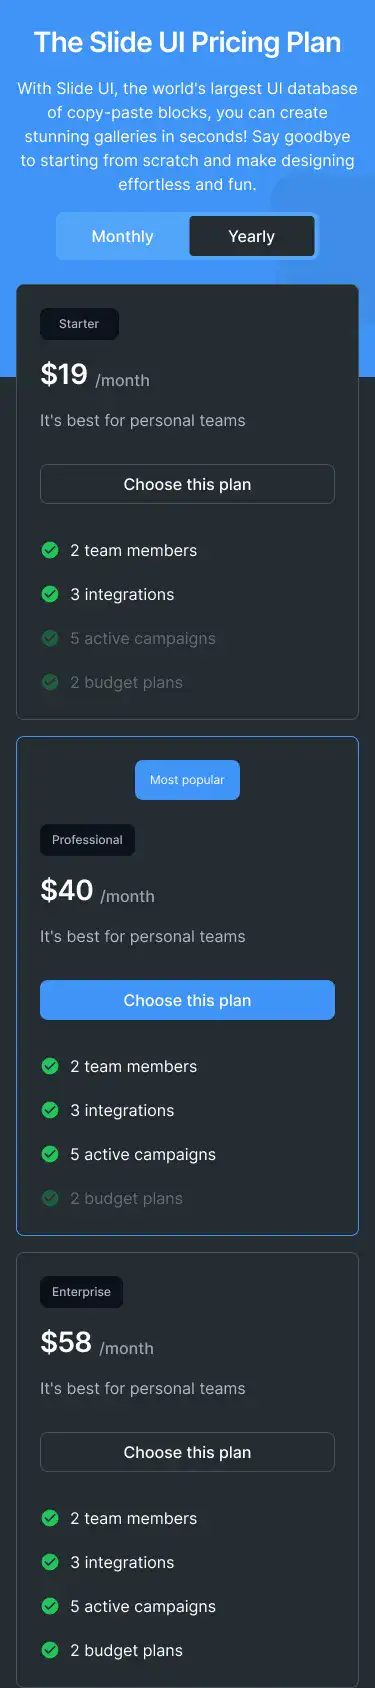 The Slide UI Pricing Plan
With Slide UI, the world's largest UI database
of copy-paste blocks, you can create
stunning galleries in seconds! Say goodbye
to starting from scratch and make designing
effortless and fun.
Monthly Yearly
Starter
$19 /month
It's best for personal teams
Choose this plan
2 team members
3 integrations
5 active campaigns
2 budget plans
Most popular
Professional
$40 /month
It's best for personal teams
Choose this plan
2 team members
3 integrations
5 active campaigns
2 budget plans
Enterprise
$58 /month
It's best for personal teams
Choose this plan
2 team members
3 integrations
5 active campaigns
2 budget plans